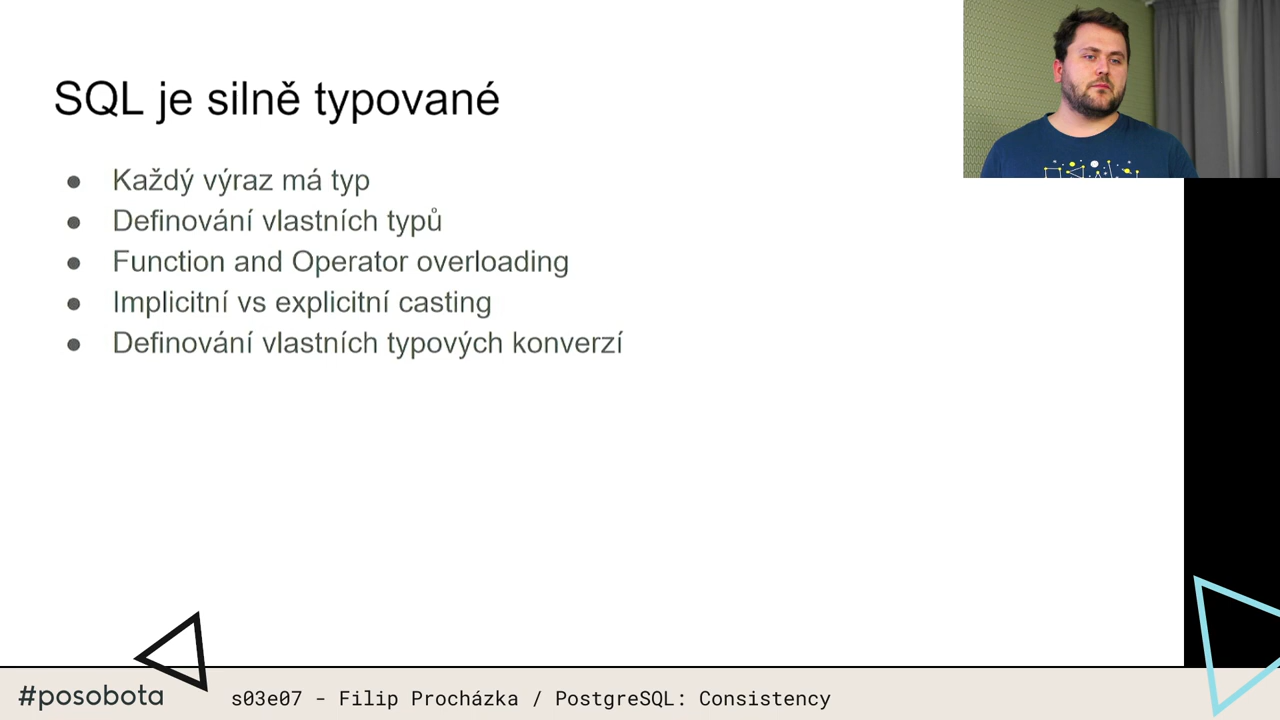 SQL je silně typované
● Každý výraz má typ
● Definování vlastních typů
● Function and Operator overloading
● Implicitní vs explicitní casting
● Definování vlastních typových konverzí
#posobota
s03e07 - Filip Procházka / PostgreSQL: Consistency